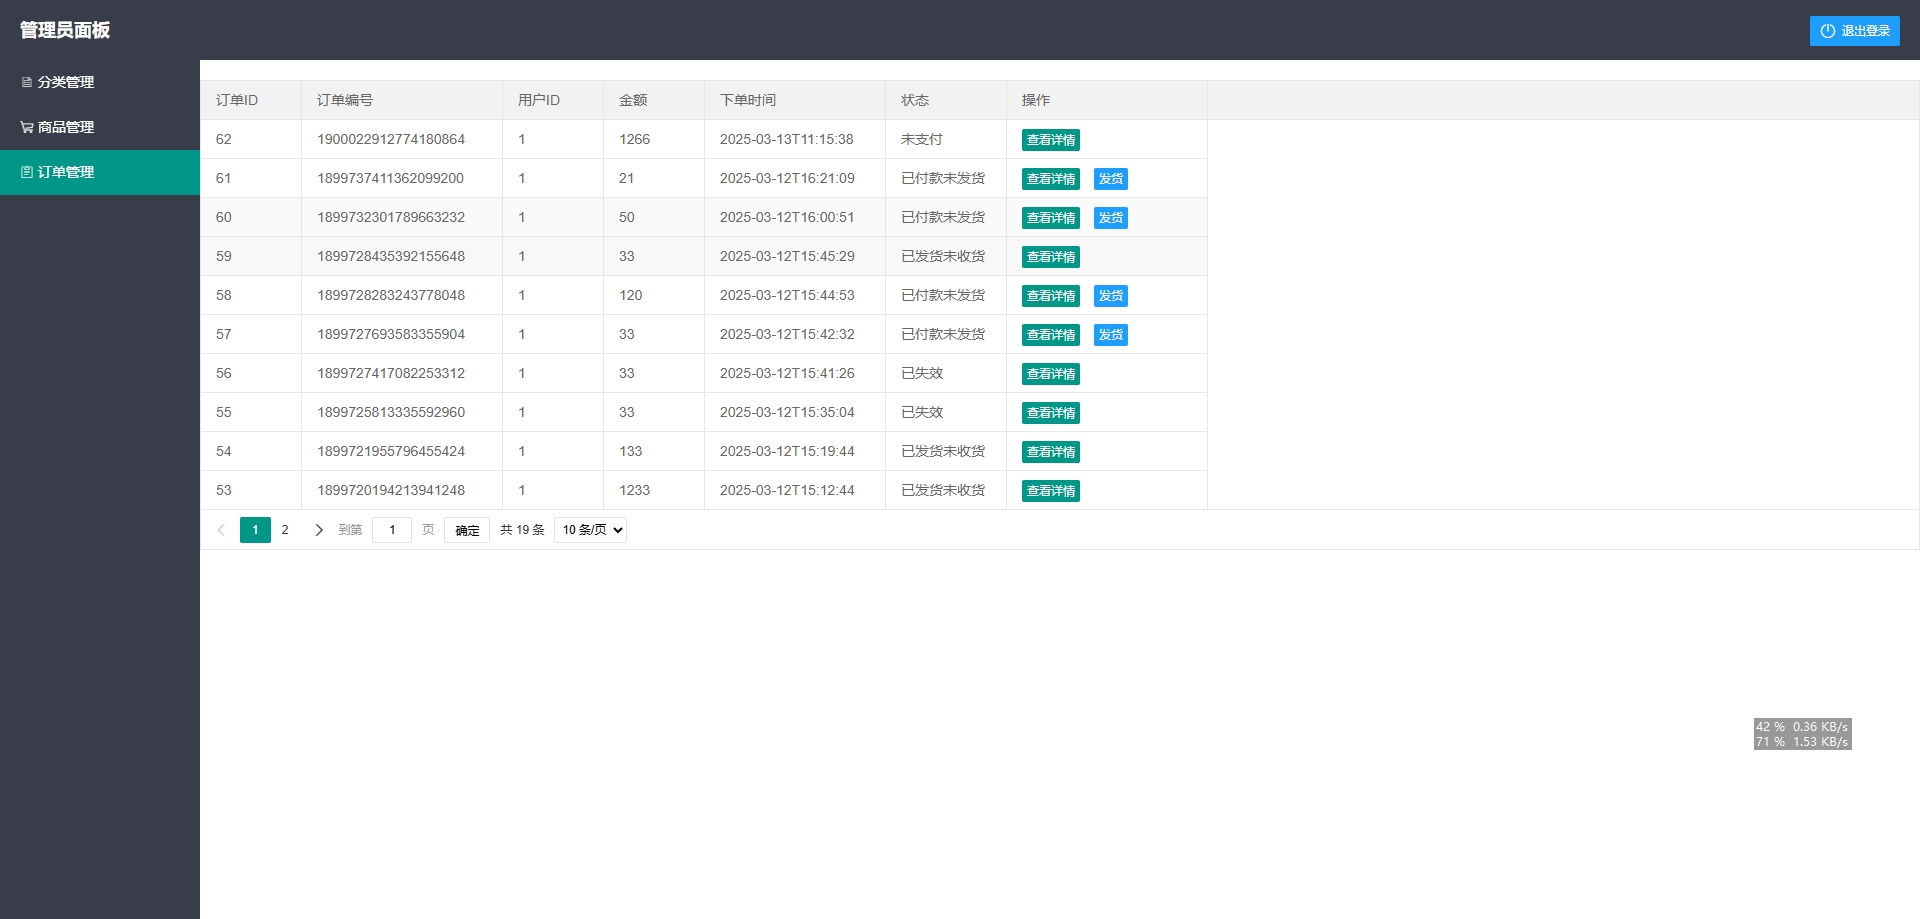 管理员面板
退出登录
分类管理
商品管理
订单管理
订单ID 订单编号 用户ID 金额 下单时间 状态 操作
62 1900022912774180864 1 1266 2025-03-13T11:15:38 未支付 查看详情
61 1899737411362099200 1 21 2025-03-12T16:21:09 已付款未发货 查看详情 发货
60 1899732301789663232 1 50 2025-03-12T16:00:51 已付款未发货 查看详情 发货
59 1899728435392155648 1 33 2025-03-12T15:45:29 已发货未收货 查看详情
58 1899728283243778048 1 120 2025-03-12T15:44:53 已付款未发货 查看详情 发货
57 1899727693583355904 1 33 2025-03-12T15:42:32 已付款未发货 查看详情 发货
56 1899727417082253312 1 33 2025-03-12T15:41:26 已失效 查看详情
55 1899725813335592960 1 33 2025-03-12T15:35:04 已失效 查看详情
54 1899721955796455424 1 133 2025-03-12T15:19:44 已发货未收货 查看详情
53 1899720194213941248 1 1233 2025-03-12T15:12:44 已发货未收货 查看详情
1 2 到第 1 页 确定 共 19 条 10 条/页
42 % 0.36 KB/s
71 % 1.53 KB/s